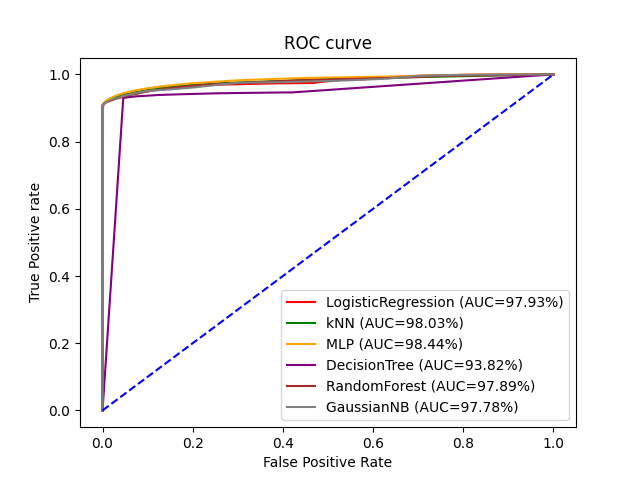 ROC curve
True Positive rate
1.0
0.8
0.6
0.4
0.2
0.0
LogisticRegression (AUC=97.93%)
kNN (AUC=98.03%)
MLP (AUC=98.44%)
DecisionTree (AUC=93.82%)
RandomForest (AUC=97.89%)
GaussianNB (AUC=97.78%)
0.0 0.2 0.4 0.6 0.8 1.0
False Positive Rate